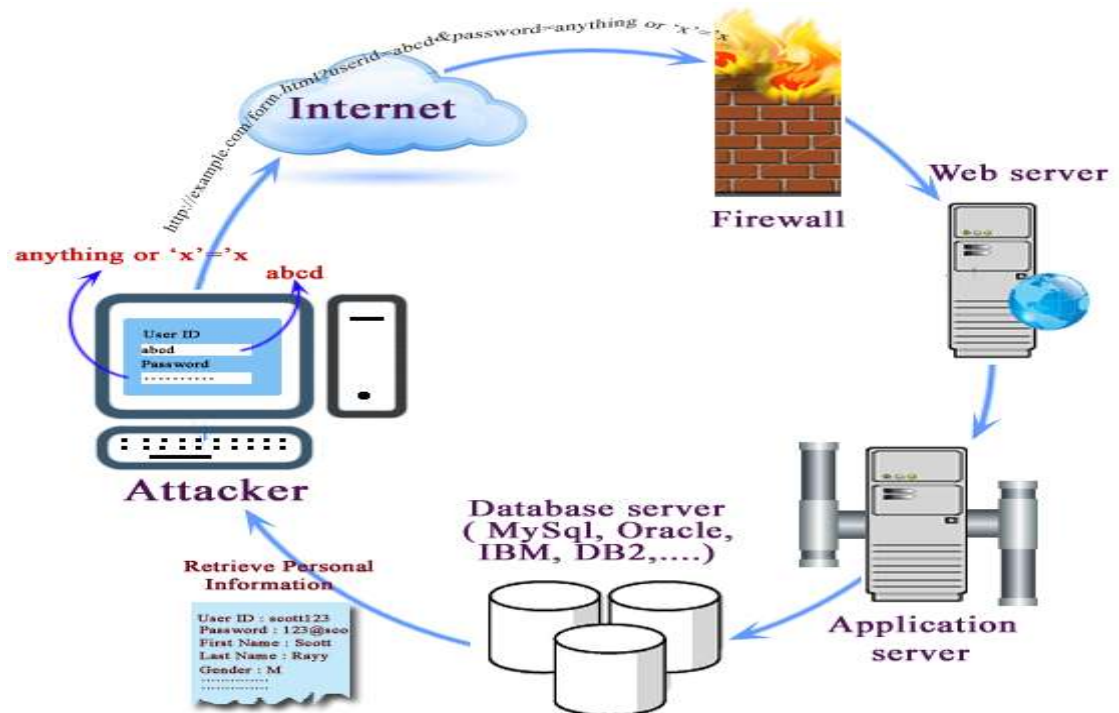 http://example.com/form.html?userid=abcd&password=anything or ‘x’=’x
Internet
Firewall
Web server
anything or ‘x’=’x
abcd
User ID
abcd
Password
Attacker
Database server
( MySql, Oracle,
IBM, DB2,....)
Application
server
Retrieve Personal
Information
User ID : scott123
Password : 123@sco
First Name : Scott
Last Name : Rayy
Gender : M